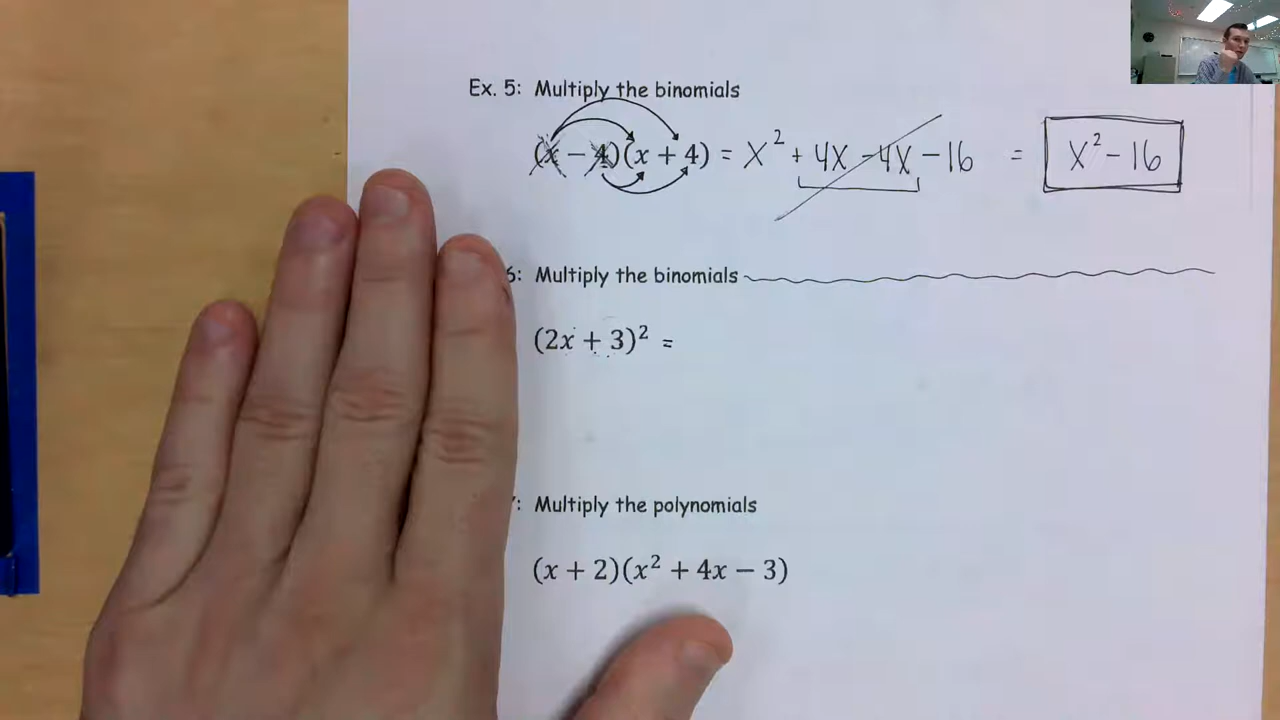 Ex. 5: Multiply the binomials
(x − 4)(x + 4) = x² + 4x − 4x − 16 = x² − 16
6: Multiply the binomials
(2x + 3)² =
: Multiply the polynomials
(x + 2)(x² + 4x − 3)